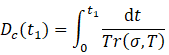 D_c(t_1) = ∫_0^{t_1} dt / Tr(σ,T)